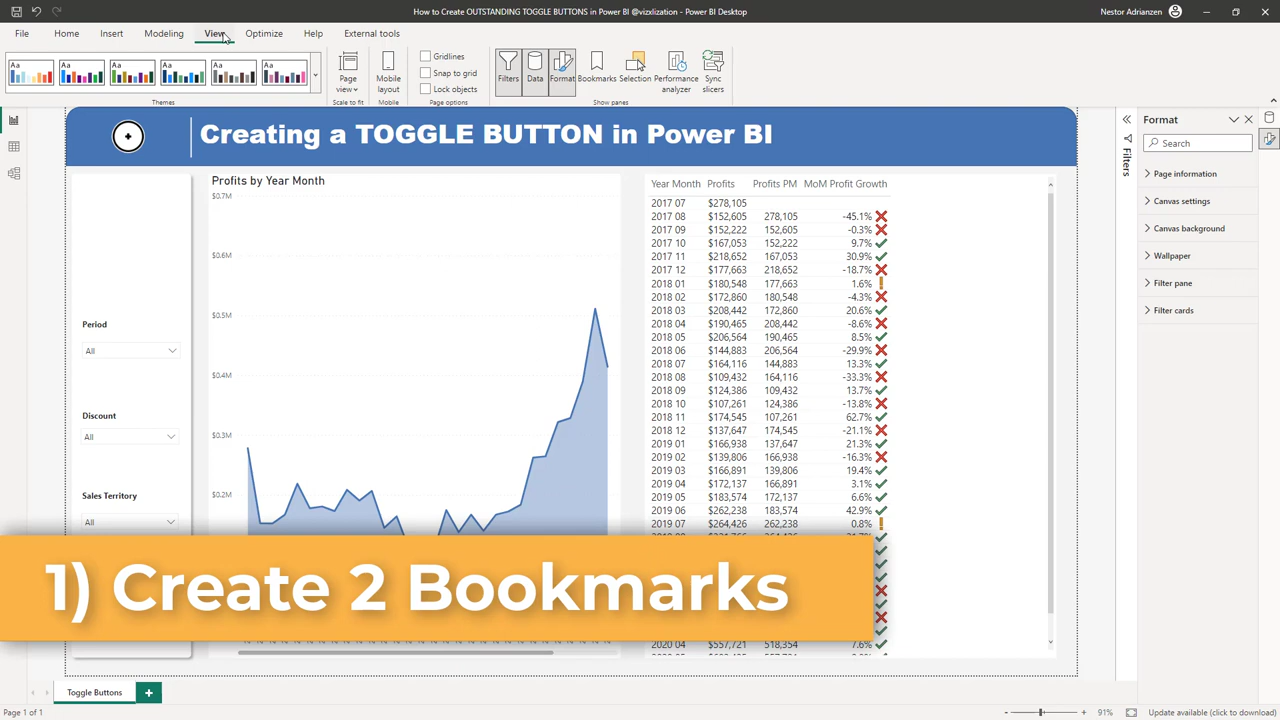 How to Create OUTSTANDING TOGGLE BUTTONS in Power BI @vizxlization - Power BI Desktop
Nestor Adrianzen
File Home Insert Modeling View Optimize Help External tools
Aa Aa Aa Aa Aa Aa
Page view
Mobile layout
Gridlines
Snap to grid
Lock objects
Filters
Data
Format
Bookmarks
Selection
Performance analyzer
Sync slicers
Themes
Scale to fit
Mobile
Page options
Show panes
Creating a TOGGLE BUTTON in Power BI
Filters
Format
Search
Page information
Canvas settings
Canvas background
Wallpaper
Filter pane
Filter cards
Period
All
Discount
All
Sales Territory
All
Profits by Year Month
$0.7M
$0.6M
$0.5M
$0.4M
$0.3M
$0.2M
Year Month Profits Profits PM MoM Profit Growth
2017 07 $278,105
2017 08 $152,605 278,105 -45.1%
2017 09 $152,222 152,605 -0.3%
2017 10 $167,053 152,222 9.7%
2017 11 $218,652 167,053 30.9%
2017 12 $177,663 218,652 -18.7%
2018 01 $180,548 177,663 1.6%
2018 02 $172,860 180,548 -4.3%
2018 03 $208,442 172,860 20.6%
2018 04 $190,465 208,442 -8.6%
2018 05 $206,564 190,465 8.5%
2018 06 $144,883 206,564 -29.9%
2018 07 $164,116 144,883 13.3%
2018 08 $109,432 164,116 -33.3%
2018 09 $124,386 109,432 13.7%
2018 10 $107,261 124,386 -13.8%
2018 11 $174,545 107,261 62.7%
2018 12 $137,647 174,545 -21.1%
2019 01 $166,938 137,647 21.3%
2019 02 $139,806 166,938 -16.3%
2019 03 $166,891 139,806 19.4%
2019 04 $172,137 166,891 3.1%
2019 05 $183,574 172,137 6.6%
2019 06 $262,238 183,574 42.9%
2019 07 $264,426 262,238 0.8%
2020 04 $557,721 518,354 7.6%
1) Create 2 Bookmarks
Toggle Buttons
Page 1 of 1
91%
Update available (click to download)